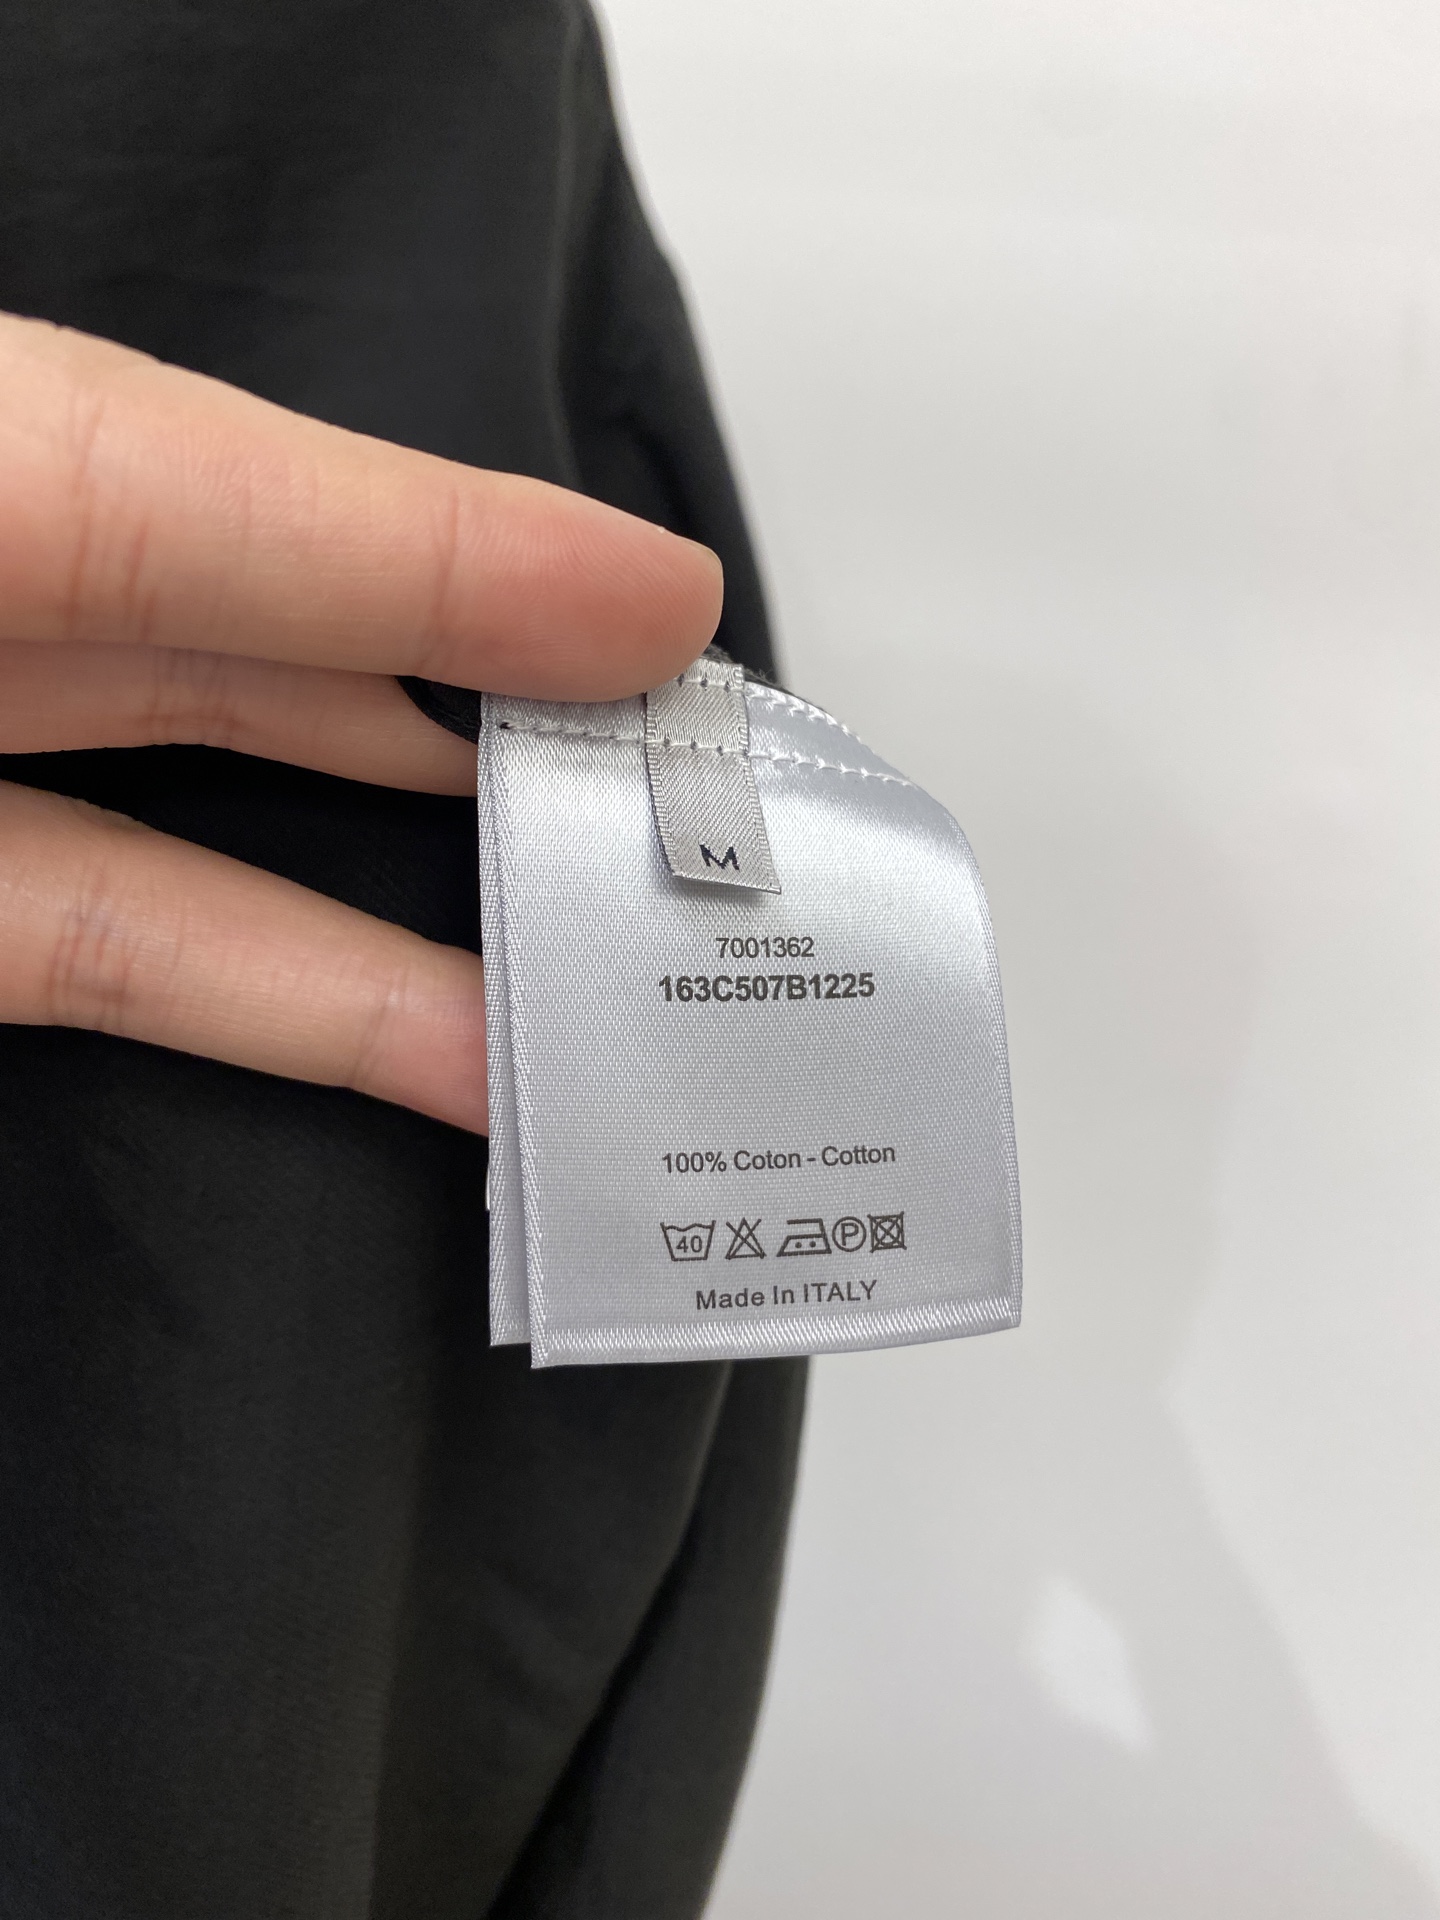 M
7001362
163C507B1225
100% Coton - Cotton
40 P
Made In ITALY